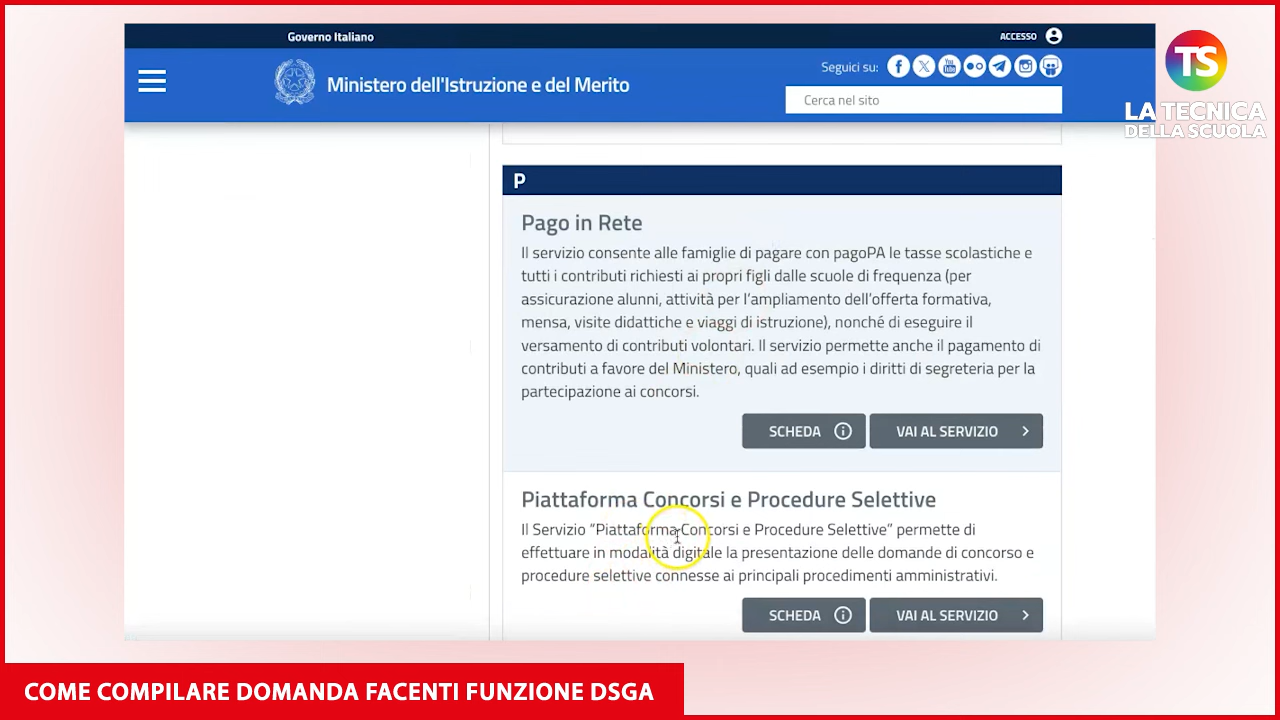 Governo Italiano
ACCESSO
Ministero dell'Istruzione e del Merito
Seguici su:
Cerca nel sito
TS
LA TECNICA
DELLA SCUOLA
P
Pago in Rete
Il servizio consente alle famiglie di pagare con pagoPA le tasse scolastiche e
tutti i contributi richiesti ai propri figli dalle scuole di frequenza (per
assicurazione alunni, attività per l'ampliamento dell'offerta formativa,
mensa, visite didattiche e viaggi di istruzione), nonché di eseguire il
versamento di contributi volontari. Il servizio permette anche il pagamento di
contributi a favore del Ministero, quali ad esempio i diritti di segreteria per la
partecipazione ai concorsi.
SCHEDA
VAI AL SERVIZIO
Piattaforma Concorsi e Procedure Selettive
Il Servizio “Piattaforma Concorsi e Procedure Selettive” permette di
effettuare in modalità digitale la presentazione delle domande di concorso e
procedure selettive connesse ai principali procedimenti amministrativi.
SCHEDA
VAI AL SERVIZIO
COME COMPILARE DOMANDA FACENTI FUNZIONE DSGA